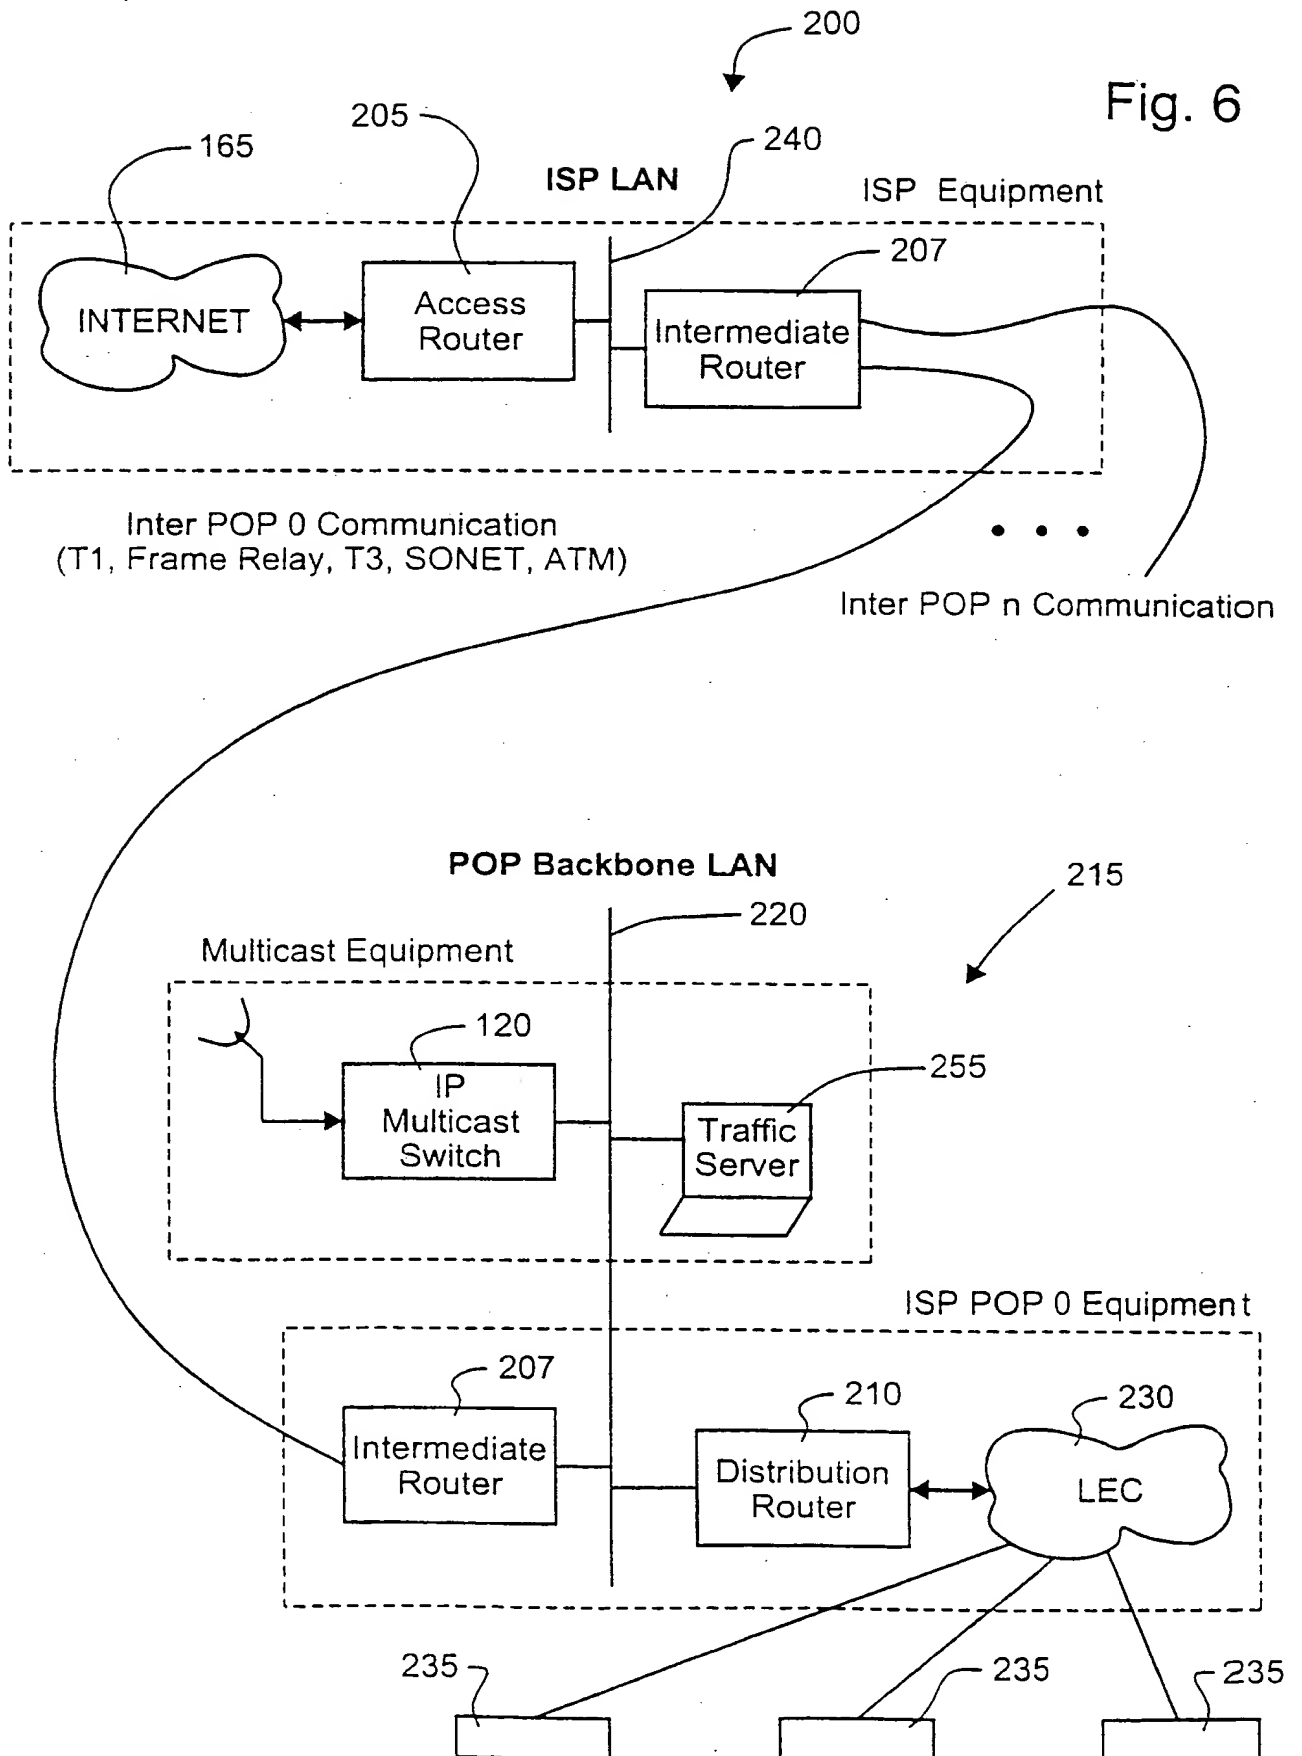 200
Fig. 6
205
165
240
ISP LAN
ISP Equipment
207
INTERNET
Access
Router
Intermediate
Router
Inter POP 0 Communication
(T1, Frame Relay, T3, SONET, ATM)
• • •
Inter POP n Communication
POP Backbone LAN
215
220
Multicast Equipment
120
255
IP
Multicast
Switch
Traffic
Server
ISP POP 0 Equipment
207
210
230
Intermediate
Router
Distribution
Router
LEC
235
235
235